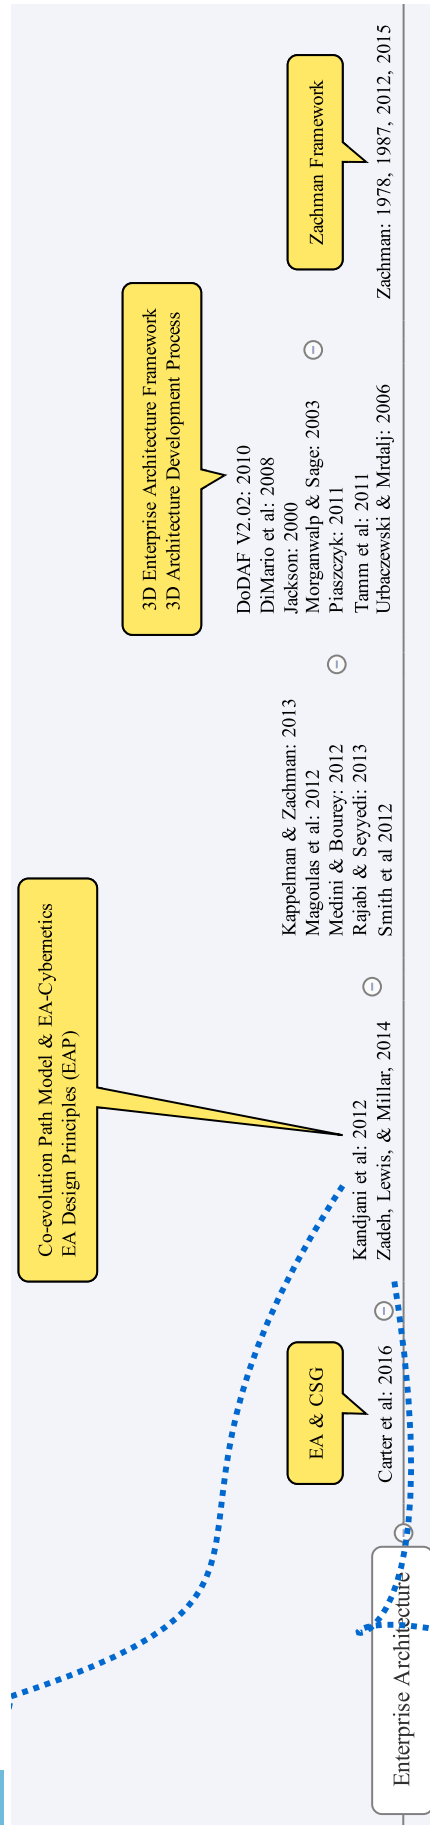 Enterprise Architecture
EA & CSG
Carter et al: 2016
Co-evolution Path Model & EA-Cybernetics
EA Design Principles (EAP)
Kandjani et al: 2012
Zadeh, Lewis, & Millar, 2014
Kappelman & Zachman: 2013
Magoulas et al: 2012
Medini & Bourey: 2012
Rajabi & Seyyedi: 2013
Smith et al 2012
3D Enterprise Architecture Framework
3D Architecture Development Process
DoDAF V2.02: 2010
DiMario et al: 2008
Jackson: 2000
Morganwalp & Sage: 2003
Piaszczyk: 2011
Tamm et al: 2011
Urbaczewski & Mrdalj: 2006
Zachman Framework
Zachman: 1978, 1987, 2012, 2015